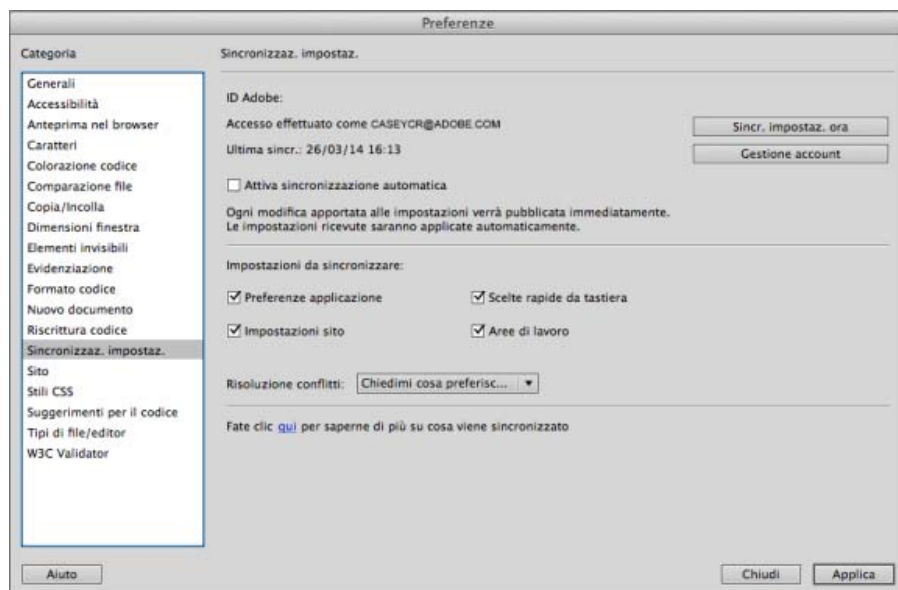 Preferenze
Categoria
Generali
Accessibilità
Anteprima nel browser
Caratteri
Colorazione codice
Comparazione file
Copia/Incolla
Dimensioni finestra
Elementi invisibili
Evidenziazione
Formato codice
Nuovo documento
Riscrittura codice
Sincronizzaz. impostaz.
Sito
Stili CSS
Suggerimenti per il codice
Tipi di file/editor
W3C Validator
Sincronizzaz. impostaz.
ID Adobe:
Accesso effettuato come CASEYCR@ADOBE.COM
Sincr. impostaz. ora
Ultima sincr.: 26/03/14 16:13
Gestione account
Attiva sincronizzazione automatica
Ogni modifica apportata alle impostazioni verrà pubblicata immediatamente.
Le impostazioni ricevute saranno applicate automaticamente.
Impostazioni da sincronizzare:
Preferenze applicazione
Scelte rapide da tastiera
Impostazioni sito
Aree di lavoro
Risoluzione conflitti: Chiedimi cosa preferisc...
Fate clic qui per saperne di più su cosa viene sincronizzato
Aiuto
Chiudi
Applica